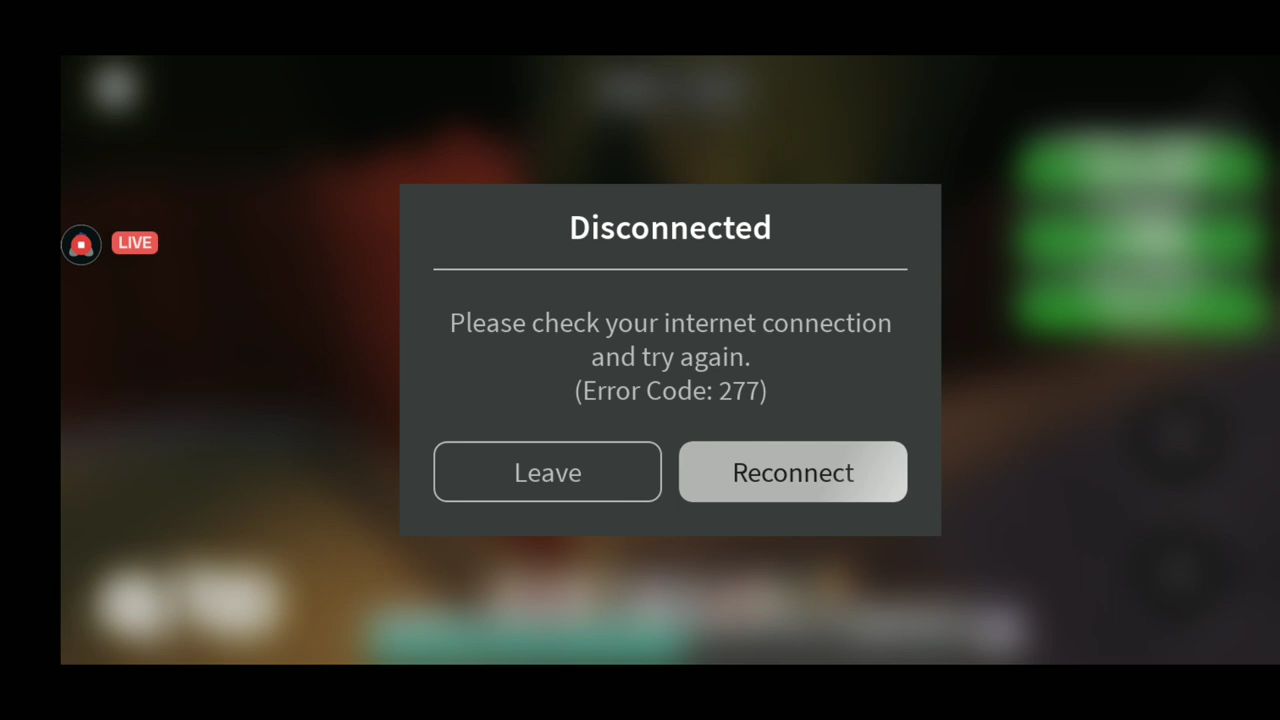 Disconnected
LIVE
Please check your internet connection
and try again.
(Error Code: 277)
Leave
Reconnect